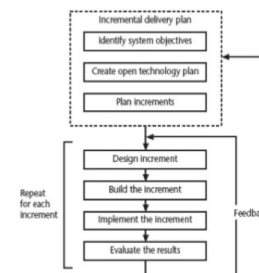 Incremental delivery plan
Identify system objectives
Create open technology plan
Plan increments
Design increment
Build the increment
Implement the increment
Evaluate the results
Repeat
for each
increment
Feedba